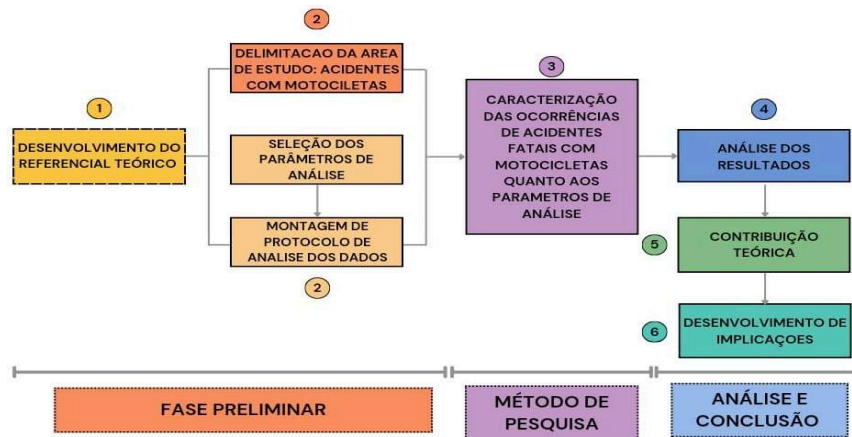 2
DELIMITACAO DA AREA
DE ESTUDO: ACIDENTES
COM MOTOCILETAS
1
DESENVOLVIMENTO DO
REFERENCIAL TEÓRICO
SELEÇÃO DOS
PARÂMETROS DE
ANÁLISE
MONTAGEM DE
PROTOCOLO DE
ANALISE DOS DADOS
2
3
CARACTERIZAÇÃO
DAS OCORRÊNCIAS
DE ACIDENTES
FATAIS COM
MOTOCICLETAS
QUANTO AOS
PARAMETROS DE
ANÁLISE
4
ANÁLISE DOS
RESULTADOS
5
CONTRIBUIÇÃO
TEÓRICA
6
DESENVOLVIMENTO DE
IMPLICAÇOES
FASE PRELIMINAR
MÉTODO DE
PESQUISA
ANÁLISE E
CONCLUSÃO